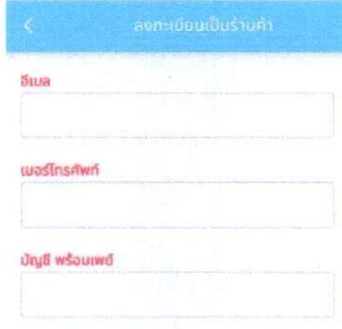 ลงทะเบียนเป็นร้านค้า
อีเมล
เบอร์โทรศัพท์
บัญชี พร้อมเพย์